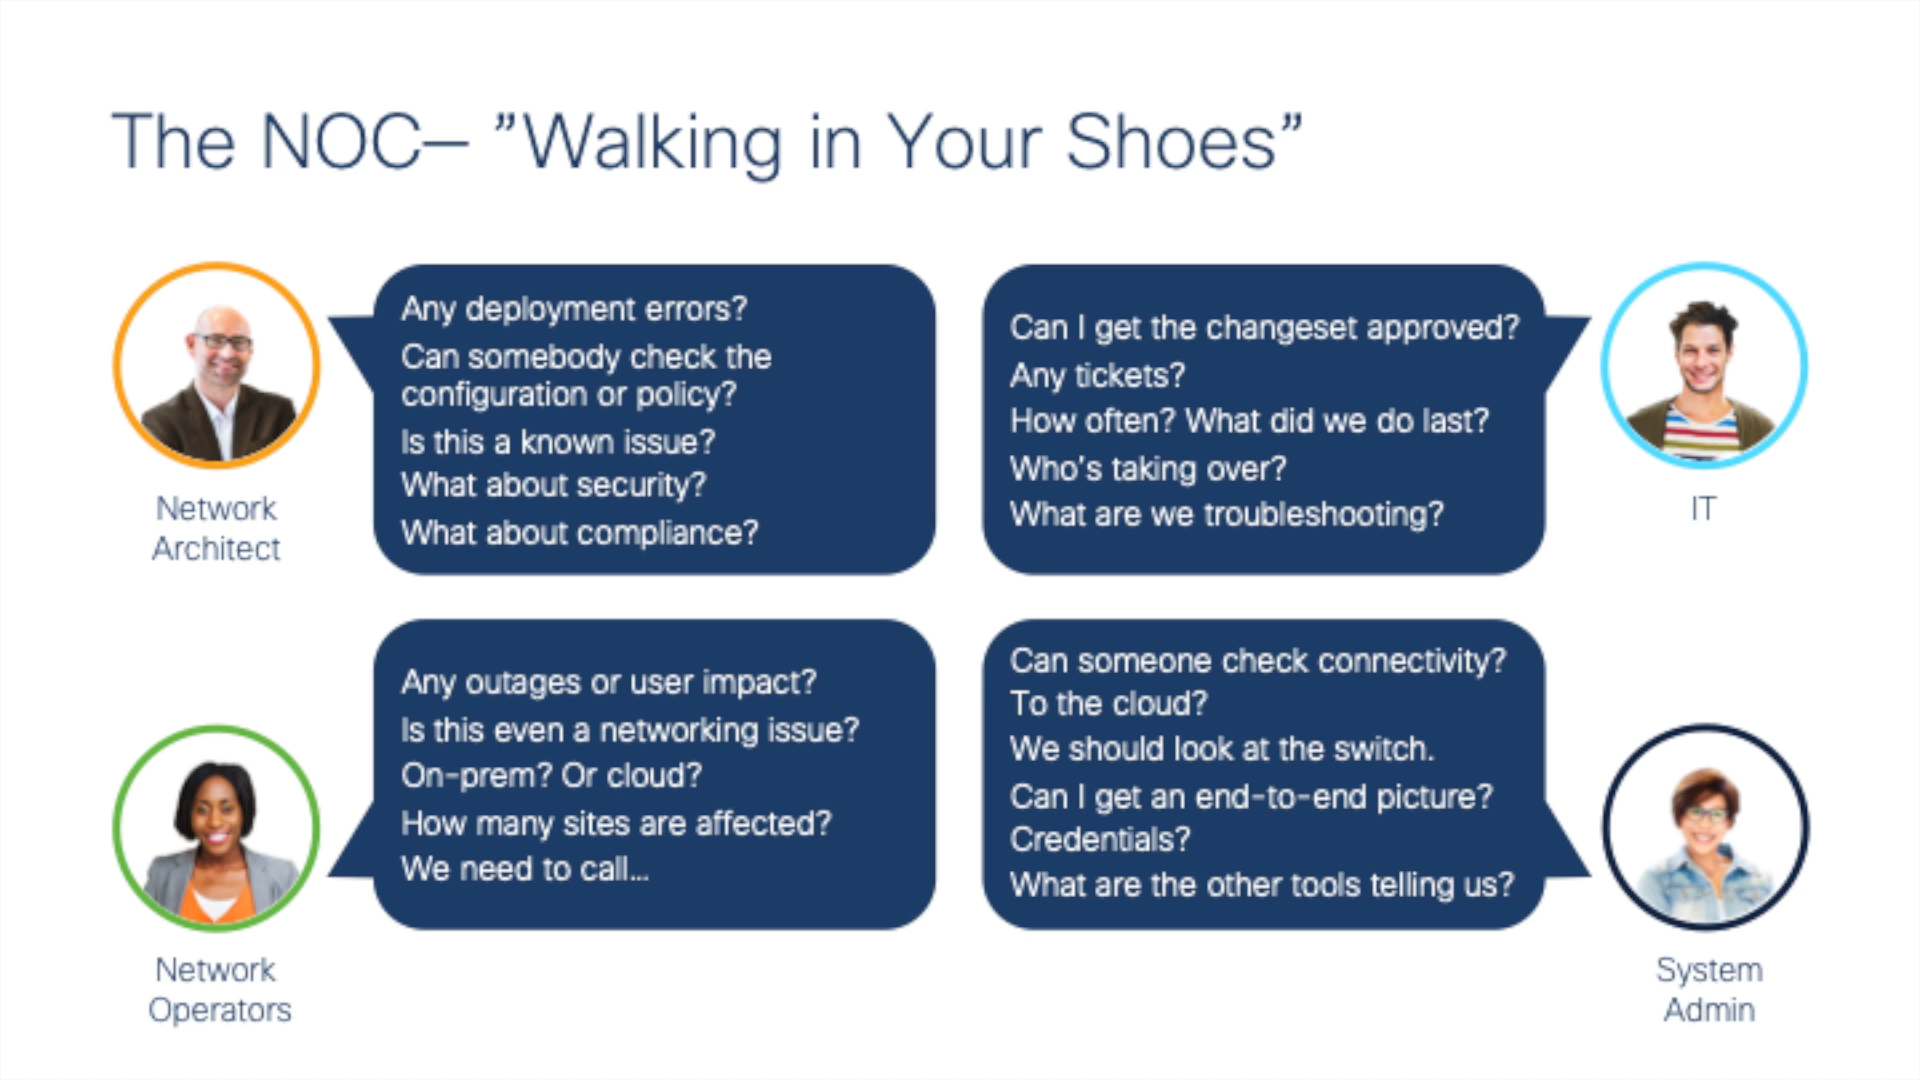 The NOC– ”Walking in Your Shoes”
Any deployment errors?
Can somebody check the
configuration or policy?
Is this a known issue?
What about security?
What about compliance?
Network
Architect
Can I get the changeset approved?
Any tickets?
How often? What did we do last?
Who's taking over?
What are we troubleshooting?
IT
Any outages or user impact?
Is this even a networking issue?
On-prem? Or cloud?
How many sites are affected?
We need to call...
Network
Operators
Can someone check connectivity?
To the cloud?
We should look at the switch.
Can I get an end-to-end picture?
Credentials?
What are the other tools telling us?
System
Admin